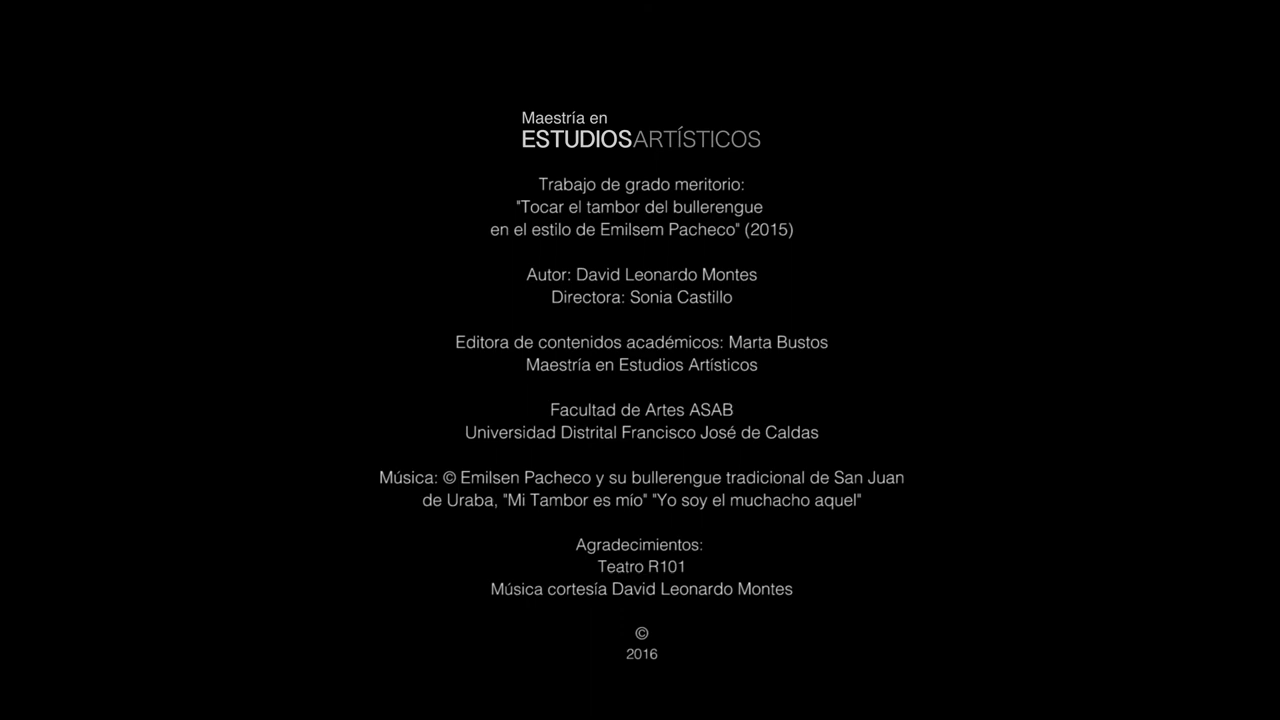 Maestría en
ESTUDIOSARTÍSTICOS
Trabajo de grado meritorio:
"Tocar el tambor del bullerengue
en el estilo de Emilsem Pacheco" (2015)
Autor: David Leonardo Montes
Directora: Sonia Castillo
Editora de contenidos académicos: Marta Bustos
Maestría en Estudios Artísticos
Facultad de Artes ASAB
Universidad Distrital Francisco José de Caldas
Música: © Emilsen Pacheco y su bullerengue tradicional de San Juan
de Uraba, "Mi Tambor es mío" "Yo soy el muchacho aquel"
Agradecimientos:
Teatro R101
Música cortesía David Leonardo Montes
©
2016